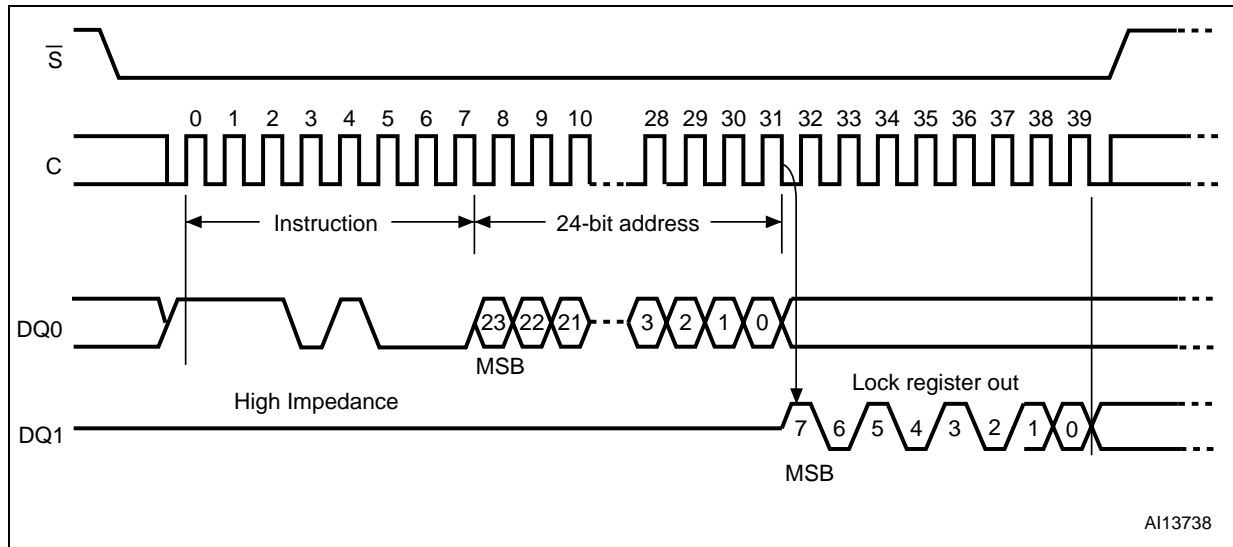 S̅
0 1 2 3 4 5 6 7 8 9 10 28 29 30 31 32 33 34 35 36 37 38 39
C
Instruction 24-bit address
DQ0 23 22 21 3 2 1 0
MSB
High Impedance Lock register out
DQ1 7 6 5 4 3 2 1 0
MSB
AI13738